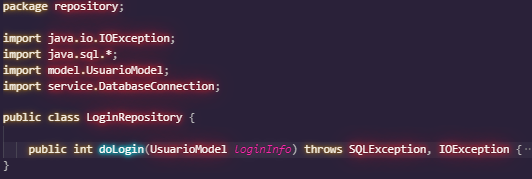 package repository;
import java.io.IOException;
import java.sql.*;
import model.UsuarioModel;
import service.DatabaseConnection;
public class LoginRepository {
public int doLogin(UsuarioModel loginInfo) throws SQLException, IOException {
}